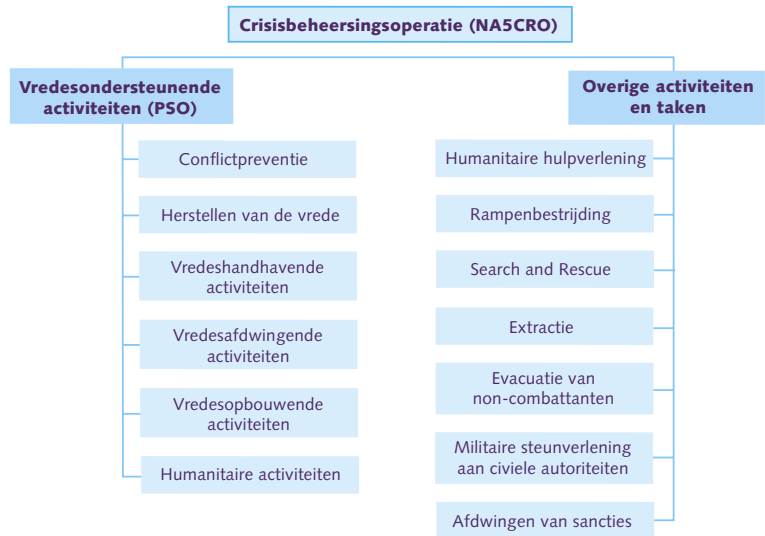 Crisisbeheersingsoperatie (NA5CRO)
Vredesondersteunende
activiteiten (PSO)
Conflictpreventie
Herstellen van de vrede
Vredeshandhavende
activiteiten
Vredesafdwingende
activiteiten
Vredesopbouwende
activiteiten
Humanitaire activiteiten
Overige activiteiten
en taken
Humanitaire hulpverlening
Rampenbestrijding
Search and Rescue
Extractie
Evacuatie van
non-combattanten
Militaire steunverlening
aan civiele autoriteiten
Afdwingen van sancties